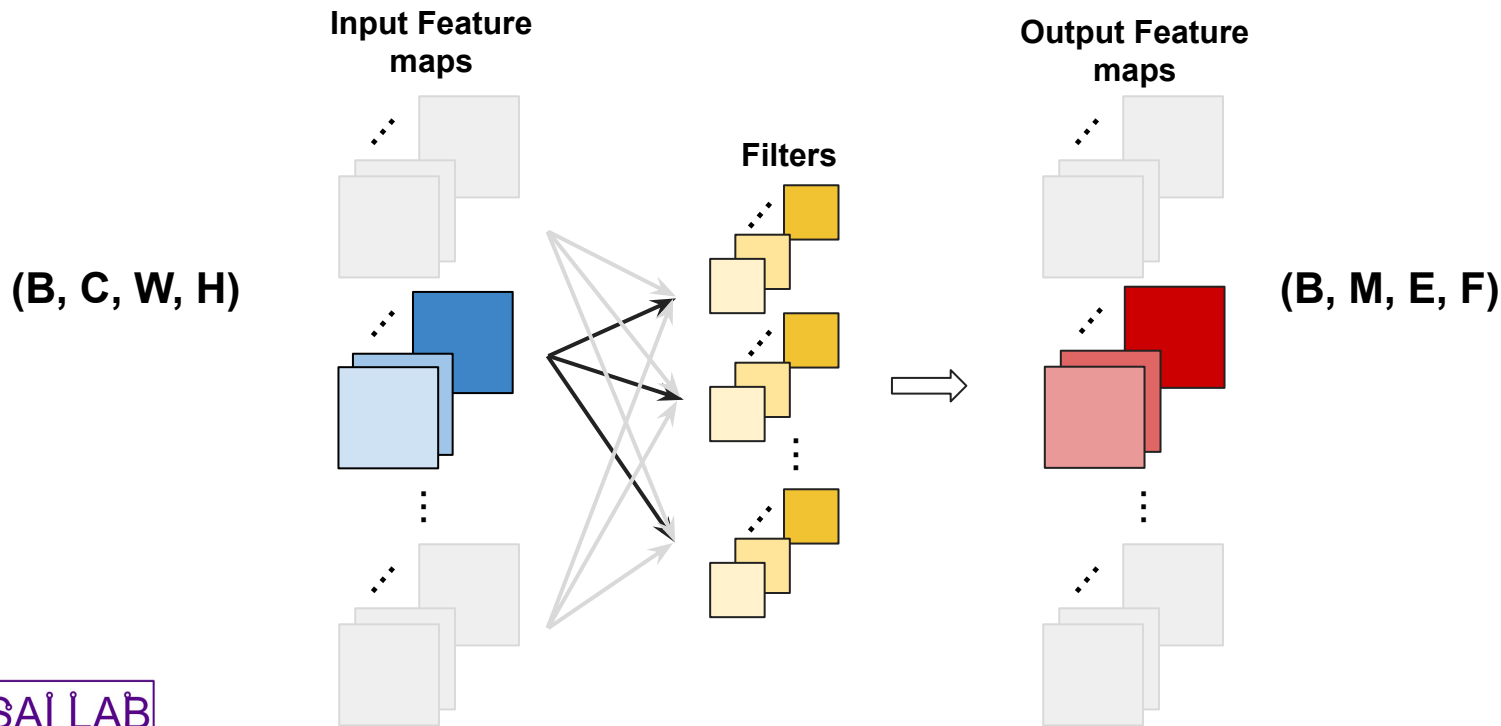 Input Feature
maps
Output Feature
maps
Filters
(B, C, W, H)
(B, M, E, F)
SAI LAB